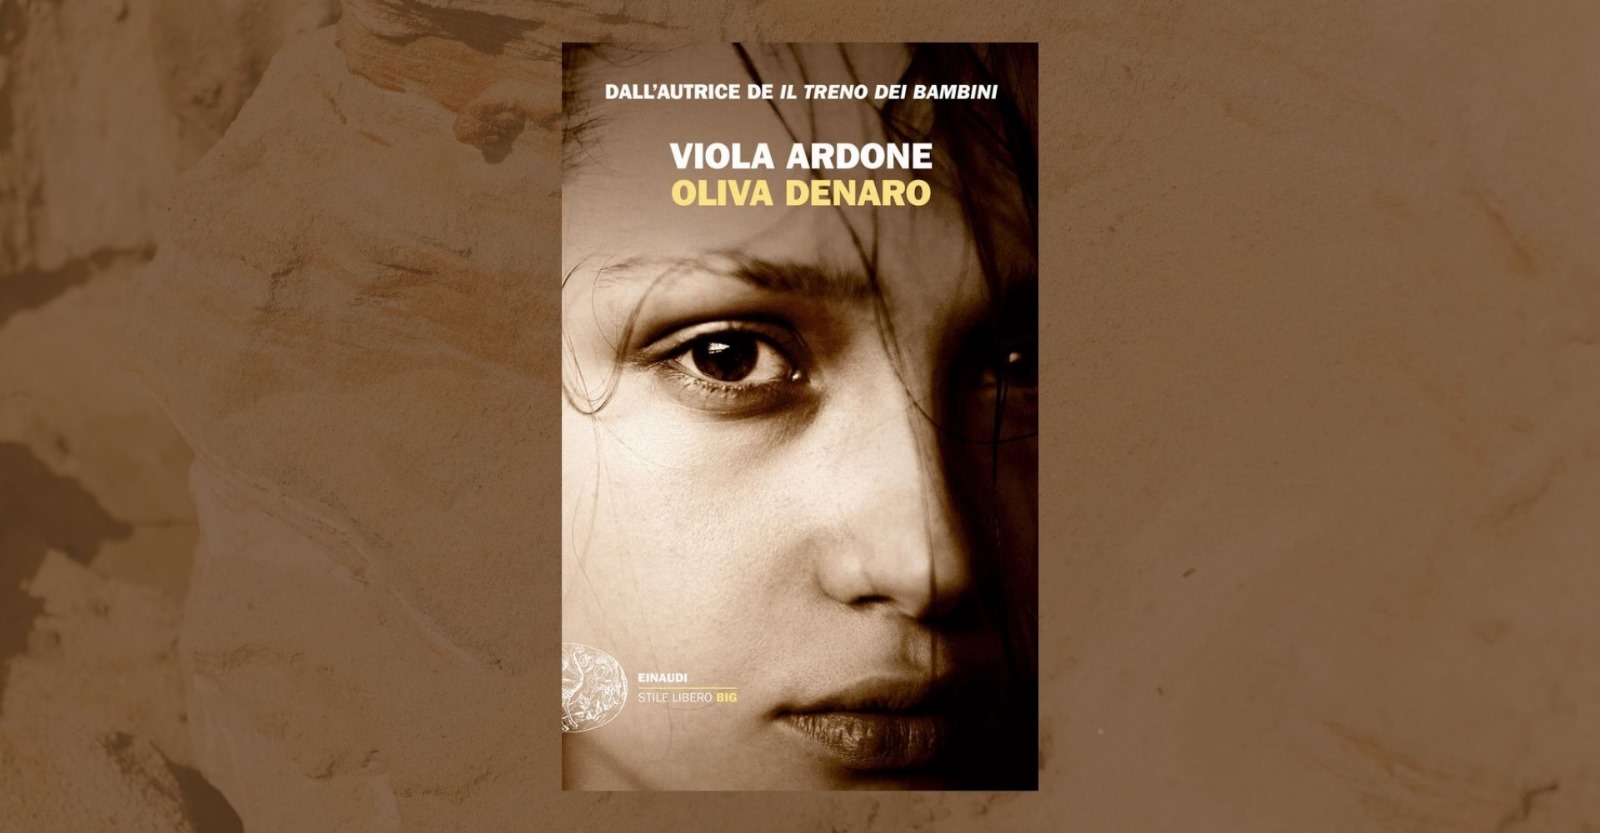 DALL'AUTRICE DE IL TRENO DEI BAMBINI
VIOLA ARDONE
OLIVA DENARO
EINAUDI
STILE LIBERO BIG